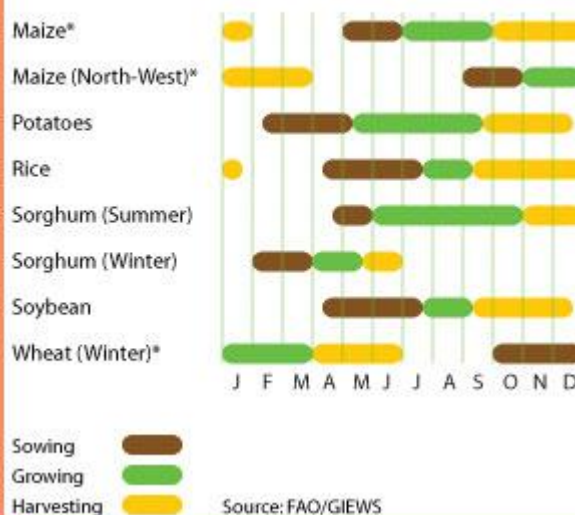 Maize*
Maize (North-West)*
Potatoes
Rice
Sorghum (Summer)
Sorghum (Winter)
Soybean
Wheat (Winter)*
J F M A M J J A S O N D
Sowing
Growing
Harvesting
Source: FAO/GIEWS